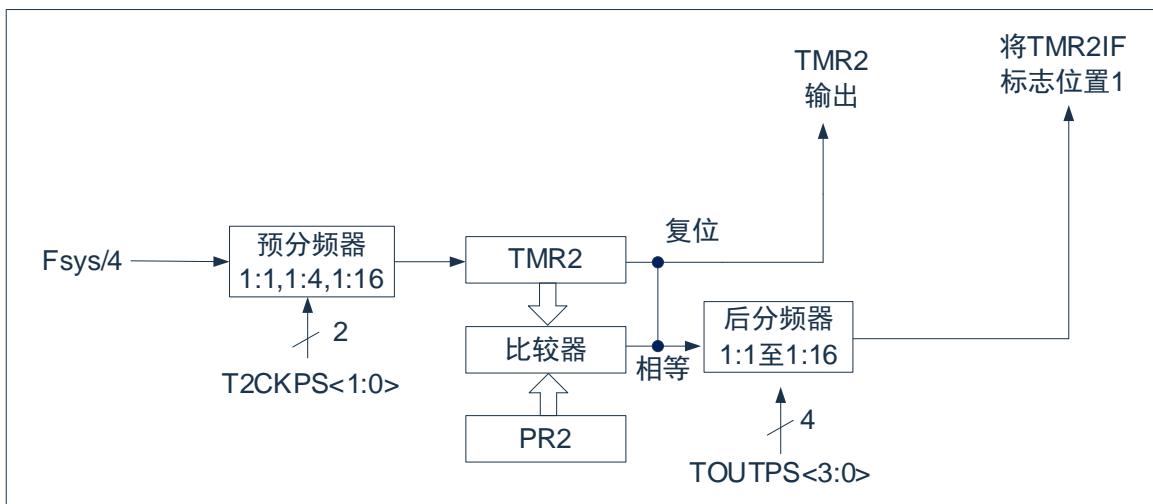 TMR2
输出
将TMR2IF
标志位置1
Fsys/4
预分频器
1:1,1:4,1:16
TMR2
复位
2
T2CKPS<1:0>
比较器
相等
后分频器
1:1至1:16
PR2
4
TOUTPS<3:0>